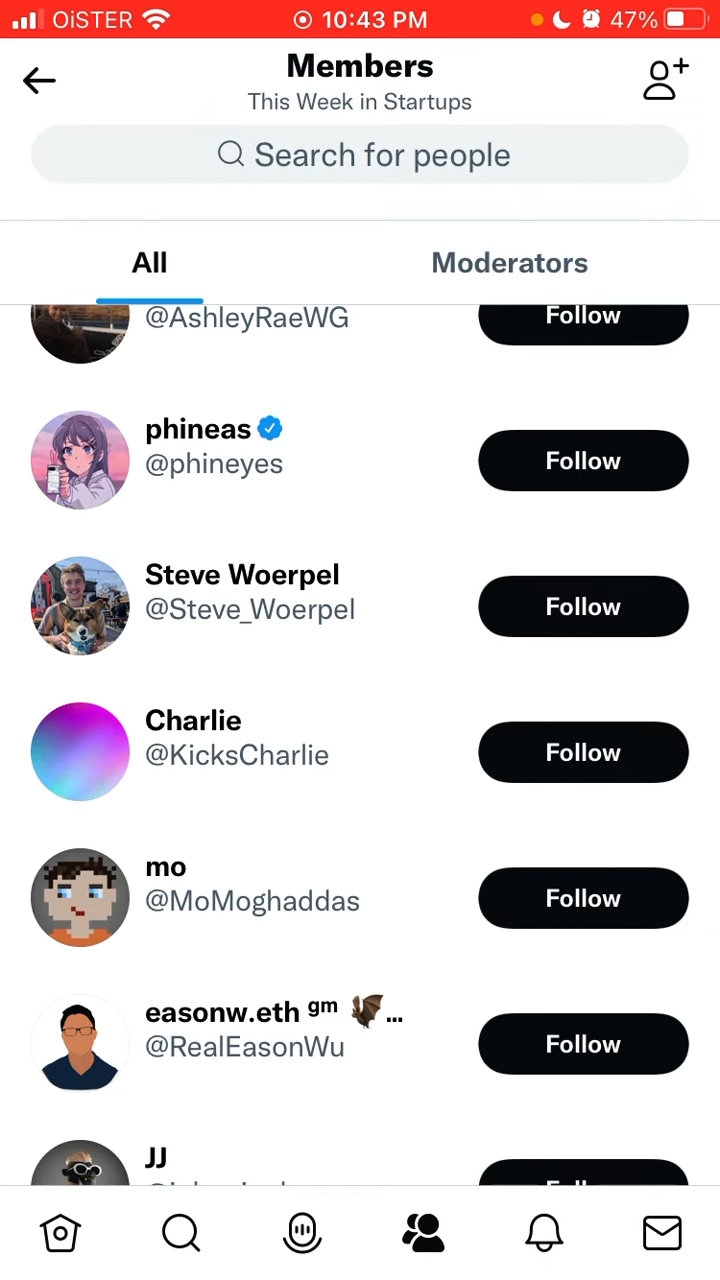 OiSTER 10:43 PM 47%
Members
This Week in Startups
Search for people
All Moderators
@AshleyRaeWG Follow
phineas
@phineyes
Follow
Steve Woerpel
@Steve_Woerpel
Follow
Charlie
@KicksCharlie
Follow
mo
@MoMoghaddas
Follow
easonw.eth ᵍᵐ 🦇...
@RealEasonWu
Follow
JJ